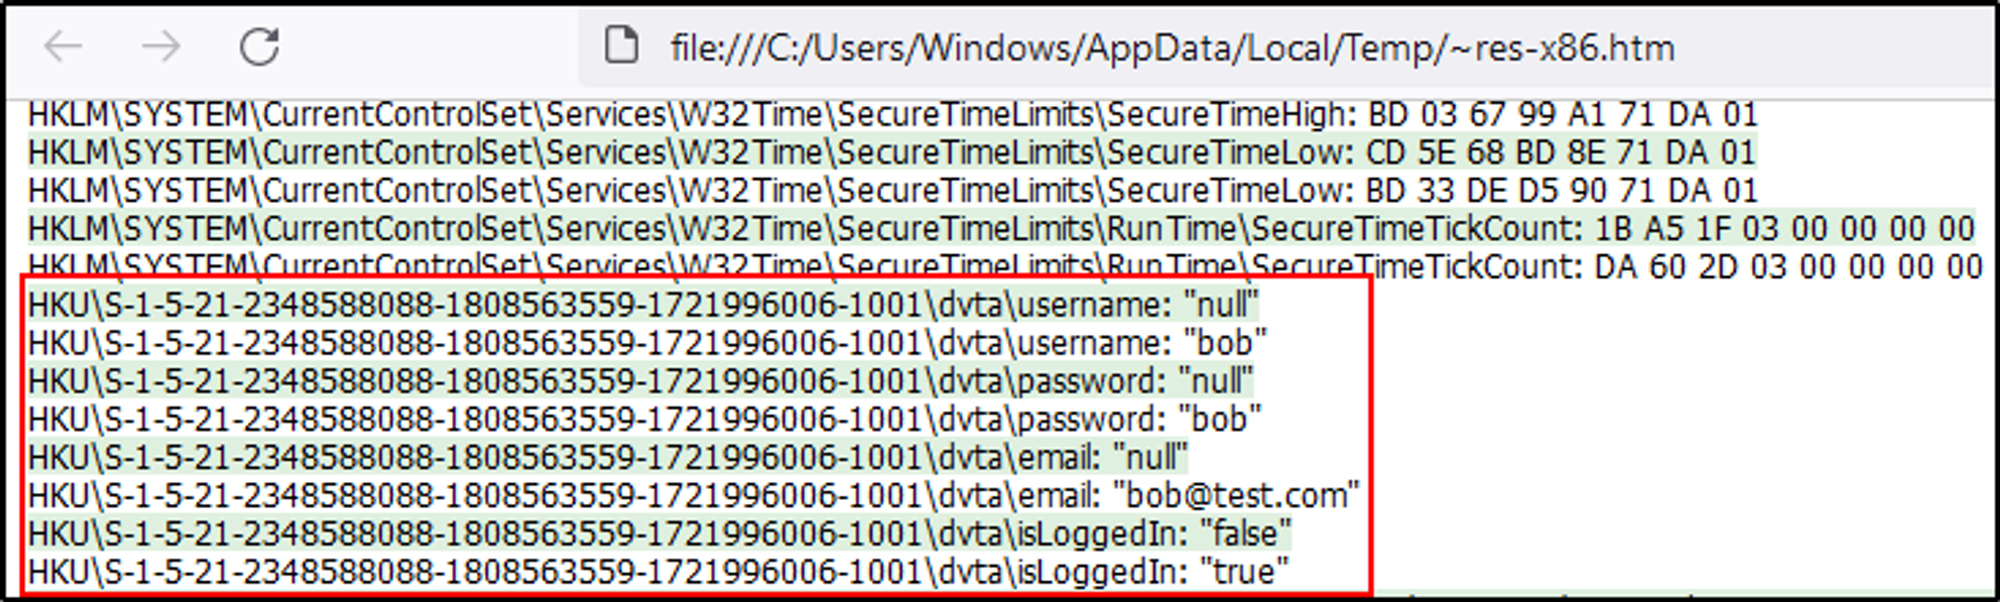 file:///C:/Users/Windows/AppData/Local/Temp/~res-x86.htm
HKLM\SYSTEM\CurrentControlSet\Services\W32Time\SecureTimeLimits\SecureTimeHigh: BD 03 67 99 A1 71 DA 01
HKLM\SYSTEM\CurrentControlSet\Services\W32Time\SecureTimeLimits\SecureTimeLow: CD 5E 68 BD 8E 71 DA 01
HKLM\SYSTEM\CurrentControlSet\Services\W32Time\SecureTimeLimits\SecureTimeLow: BD 33 DE D5 90 71 DA 01
HKLM\SYSTEM\CurrentControlSet\Services\W32Time\SecureTimeLimits\RunTime\SecureTimeTickCount: 1B A5 1F 03 00 00 00 00
HKLM\SYSTEM\CurrentControlSet\Services\W32Time\SecureTimeLimits\RunTime\SecureTimeTickCount: DA 60 2D 03 00 00 00 00
HKU\S-1-5-21-2348588088-1808563559-1721996006-1001\dvta\username: "null"
HKU\S-1-5-21-2348588088-1808563559-1721996006-1001\dvta\username: "bob"
HKU\S-1-5-21-2348588088-1808563559-1721996006-1001\dvta\password: "null"
HKU\S-1-5-21-2348588088-1808563559-1721996006-1001\dvta\password: "bob"
HKU\S-1-5-21-2348588088-1808563559-1721996006-1001\dvta\email: "null"
HKU\S-1-5-21-2348588088-1808563559-1721996006-1001\dvta\email: "bob@test.com"
HKU\S-1-5-21-2348588088-1808563559-1721996006-1001\dvta\isLoggedIn: "false"
HKU\S-1-5-21-2348588088-1808563559-1721996006-1001\dvta\isLoggedIn: "true"